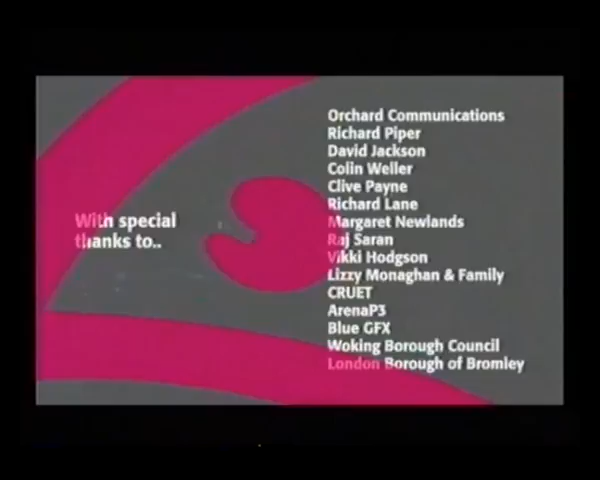 With special
thanks to..
Orchard Communications
Richard Piper
David Jackson
Colin Weller
Clive Payne
Richard Lane
Margaret Newlands
Raj Saran
Vikki Hodgson
Lizzy Monaghan & Family
CRUET
ArenaP3
Blue GFX
Woking Borough Council
London Borough of Bromley